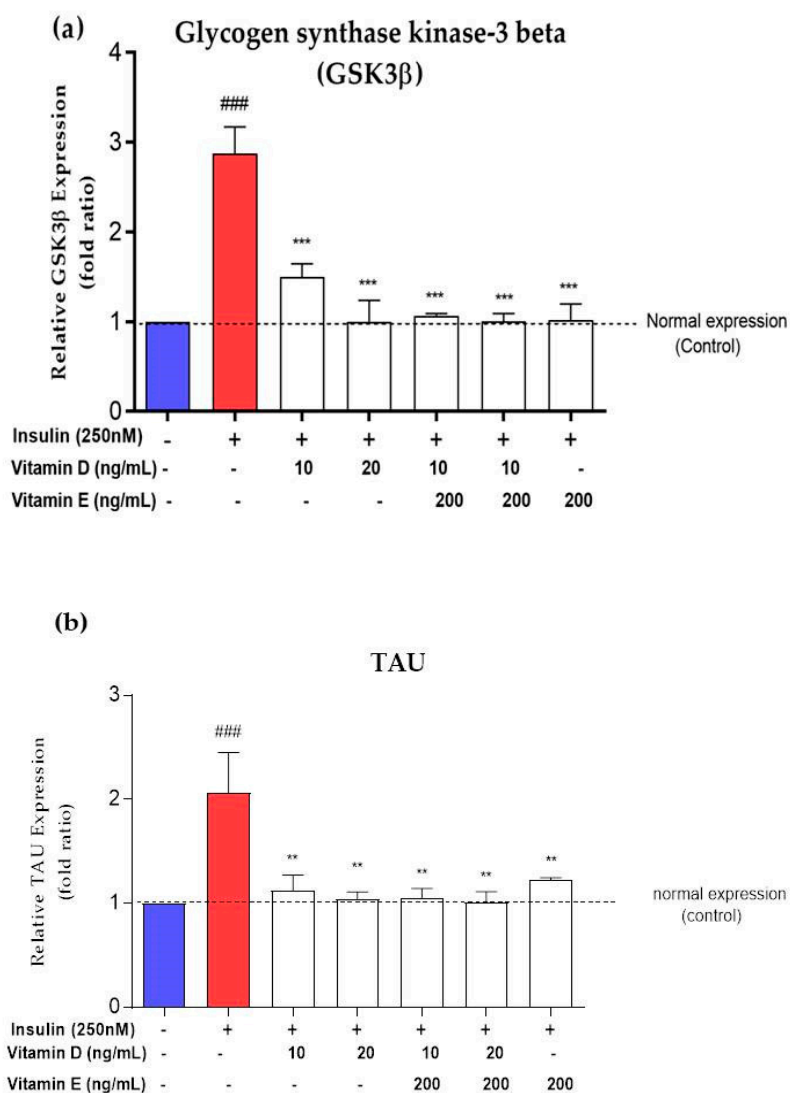 (a)
Glycogen synthase kinase-3 beta
(GSK3β)
Relative GSK3β Expression
(fold ratio)
4
3
2
1
0
###
***
***
***
***
***
Normal expression
(Control)
Insulin (250nM) - + + + + + +
Vitamin D (ng/mL) - - 10 20 10 10 -
Vitamin E (ng/mL) - - - - 200 200 200
(b)
TAU
Relative TAU Expression
(fold ratio)
3
2
1
0
###
**
**
**
**
**
normal expression
(control)
Insulin (250nM) - + + + + + +
Vitamin D (ng/mL) - - 10 20 10 20 -
Vitamin E (ng/mL) - - - - 200 200 200